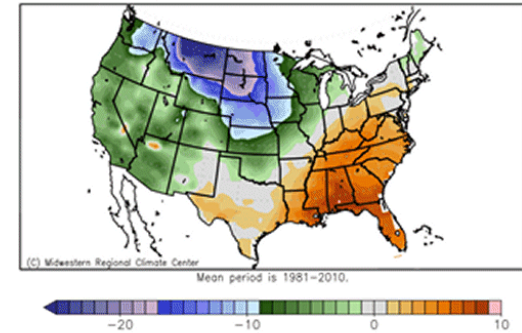 (C) Midwestern Regional Climate Center
Mean period is 1981-2010.
-20 -10 0 10